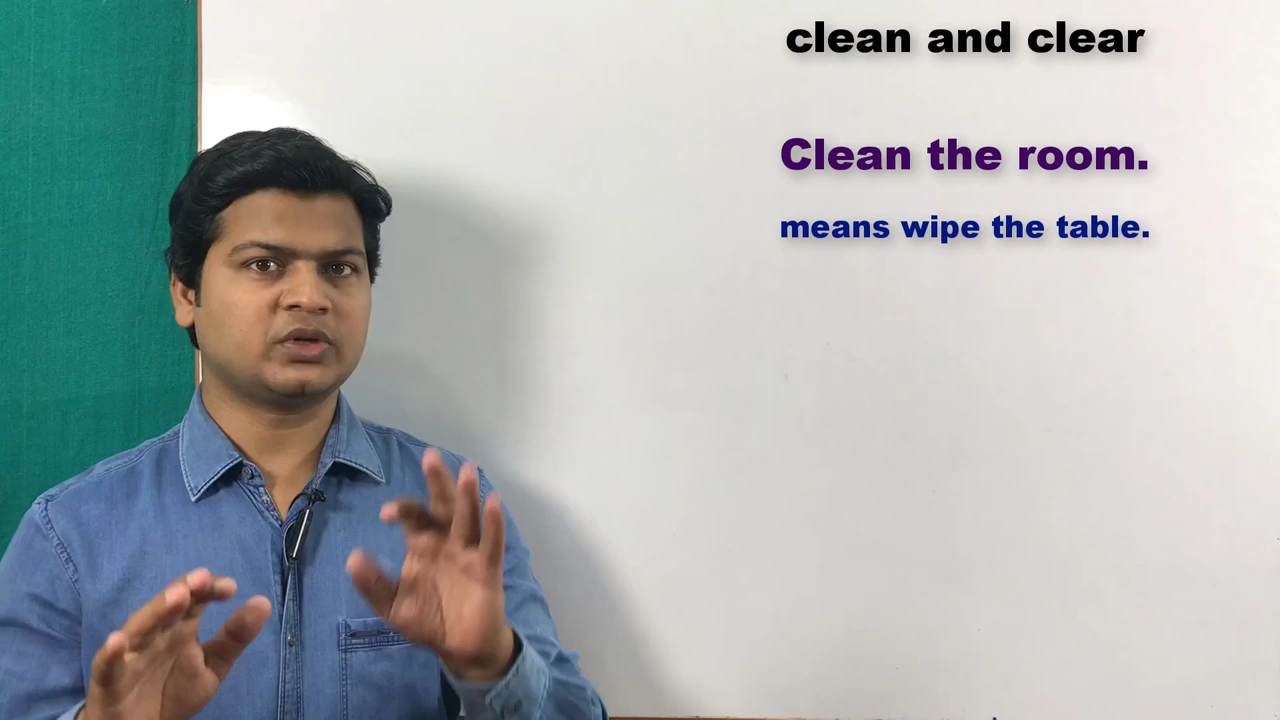 clean and clear
Clean the room.
means wipe the table.